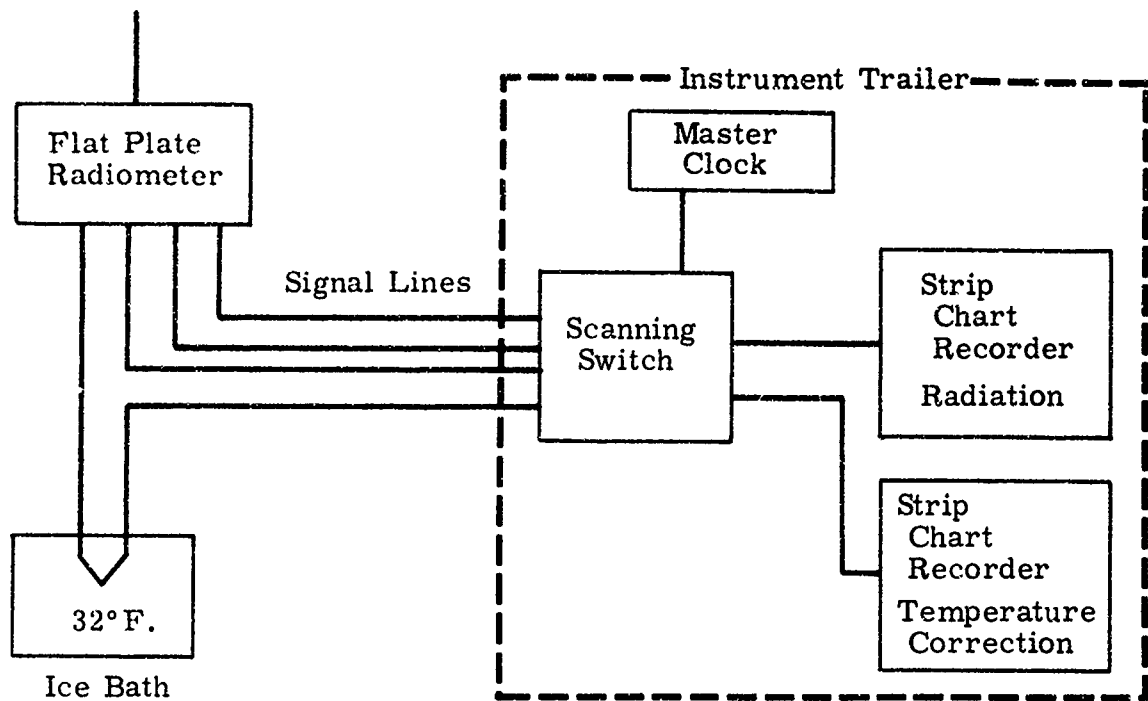 Instrument Trailer
Flat Plate
Radiometer
Master
Clock
Signal Lines
Scanning
Switch
Strip
Chart
Recorder
Radiation
Strip
Chart
Recorder
Temperature
Correction
32°F.
Ice Bath